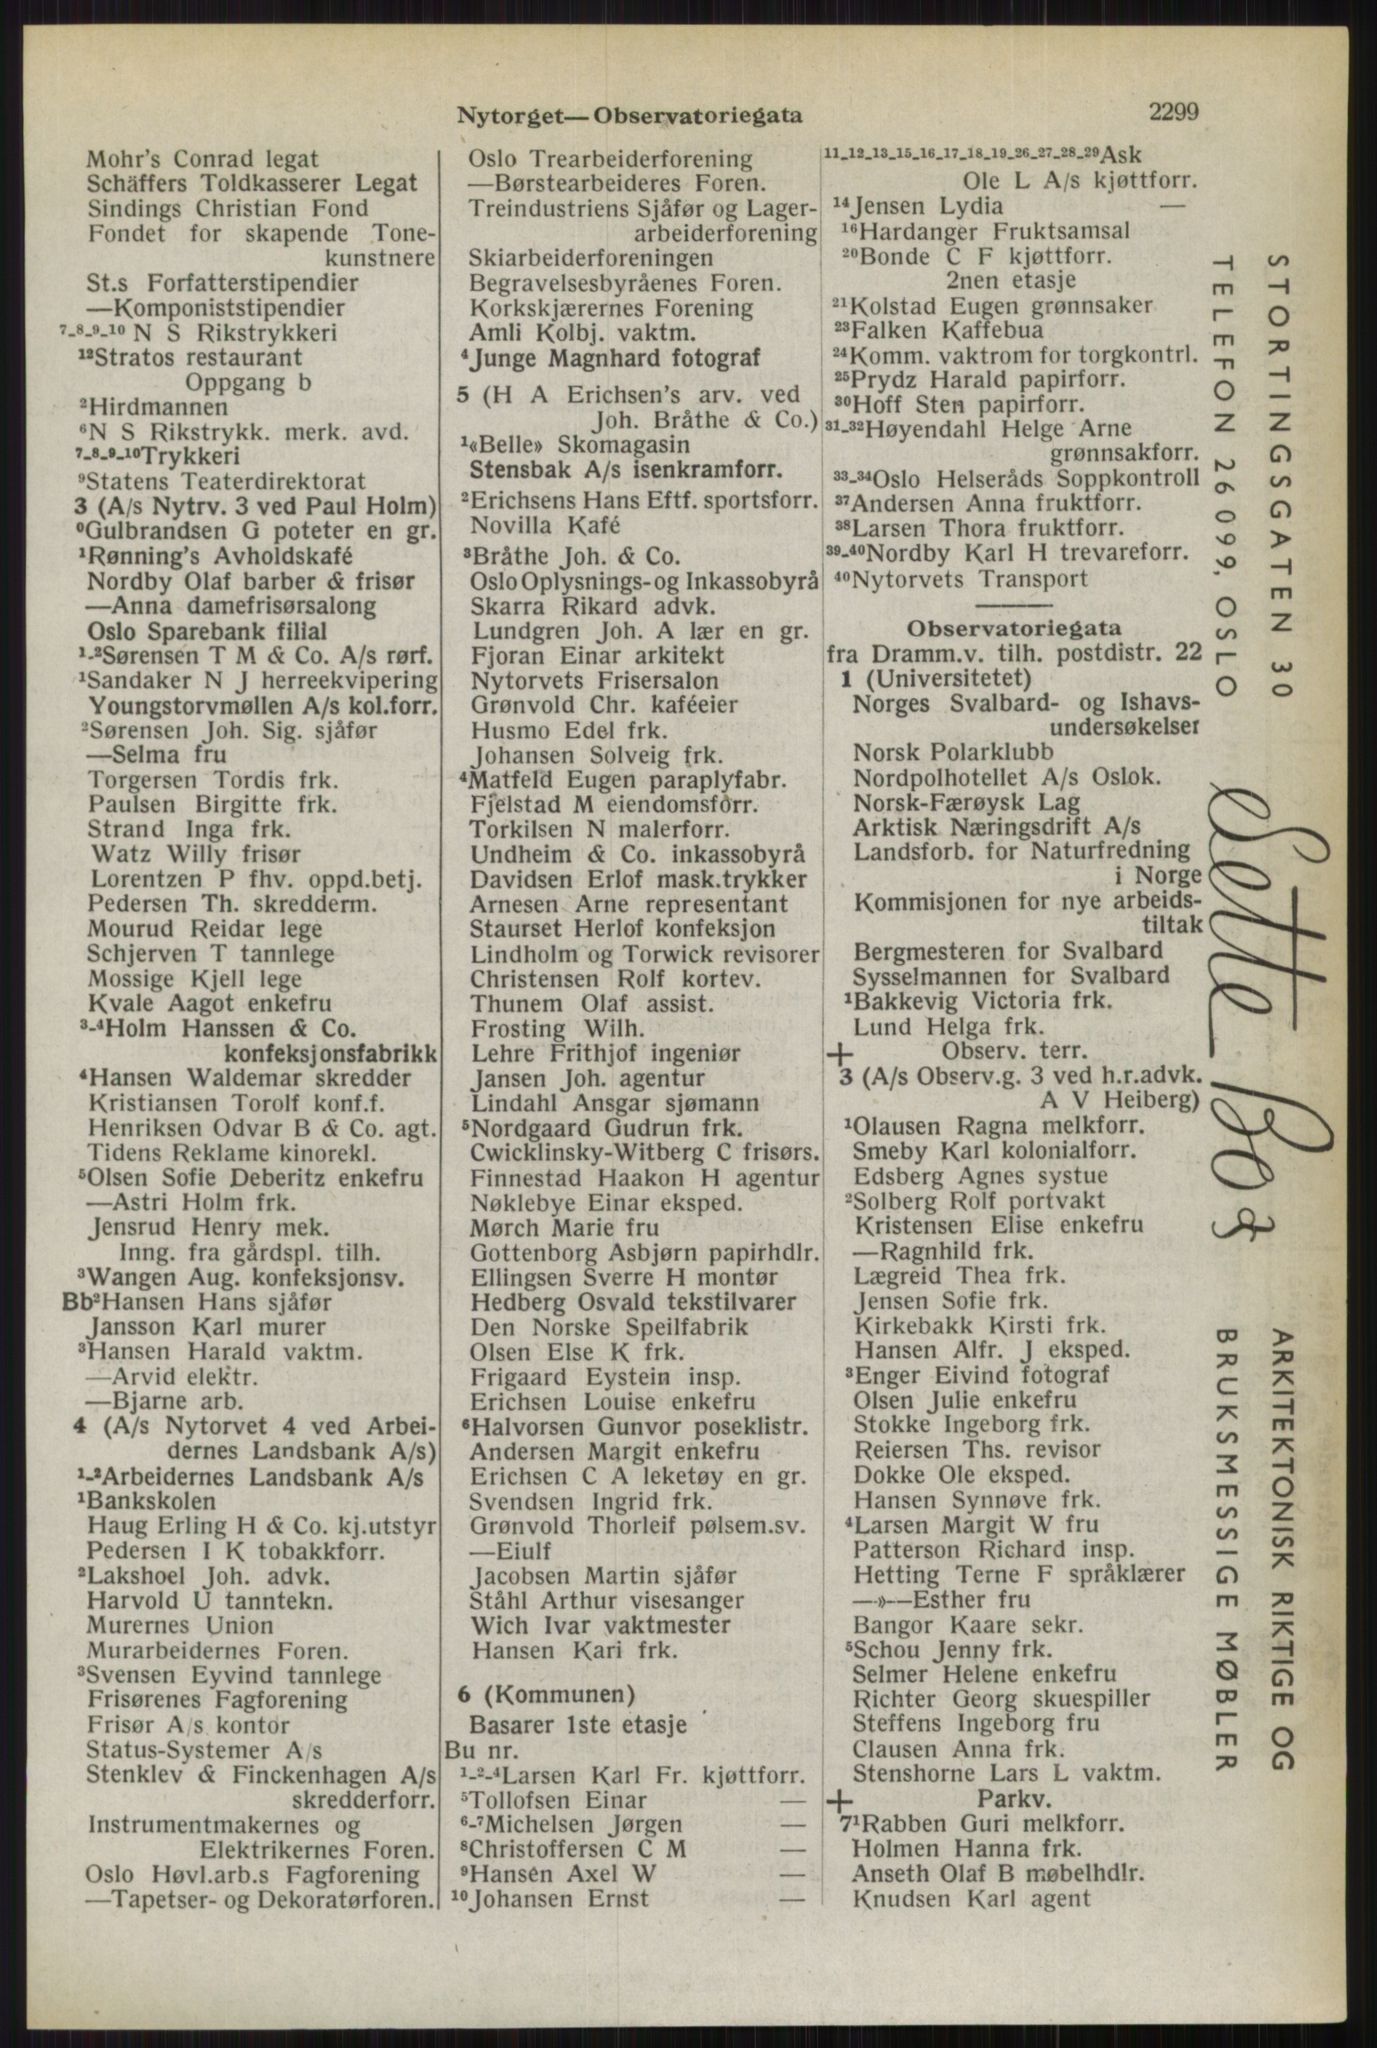 Nytorget— Observatoriegata
2299
Mohr's Conrad legat
Schäffers Toldkasserer Legat
Sindings Christian Fond
Fondet for skapende Tone-
kunstnere
St.s Forfatterstipendier
—Komponiststipendier
7-8-9-10 N S Rikstrykkeri
12Stratos restaurant
Oppgang b
2Hirdmannen
6N S Rikstrykk. merk. avd.
7-8-9-10Trykkeri
9Statens Teaterdirektorat
3 (A/s Nytrv. 3 ved Paul Holm)
0Gulbrandsen G poteter en gr.
1Rønning's Avholdskafé
Nordby Olaf barber & frisør
—Anna damefrisørsalong
Oslo Sparebank filial
1-2Sørensen T M & Co. A/s rørf.
1Sandaker N J herreekvipering
Youngstorvmøllen A/s kol.forr.
2Sørensen Joh. Sig. sjåfør
—Selma fru
Torgersen Tordis frk.
Paulsen Birgitte frk.
Strand Inga frk.
Watz Willy frisør
Lorentzen P fhv. oppd.betj.
Pedersen Th. skredderm.
Mourud Reidar lege
Schjerven T tannlege
Mossige Kjell lege
Kvale Aagot enkefru
3-4Holm Hanssen & Co.
konfeksjonsfabrikk
4Hansen Waldemar skredder
Kristiansen Torolf konf.f.
Henriksen Odvar B & Co. agt.
Tidens Reklame kinorekl.
5Olsen Sofie Deberitz enkefru
—Astri Holm frk.
Jensrud Henry mek.
Inng. fra gårdspl. tilh.
3Wangen Aug. konfeksjonsv.
Bb2Hansen Hans sjåfør
Jansson Karl murer
3Hansen Harald vaktm.
—Arvid elektr.
—Bjarne arb.
4 (A/s Nytorvet 4 ved Arbei-
dernes Landsbank A/s)
1-2Arbeidernes Landsbank A/s
1Bankskolen
Haug Erling H & Co. kj.utstyr
Pedersen I K tobakkforr.
2Lakshoel Joh. advk.
Harvold U tanntekn.
Murernes Union
Murarbeidernes Foren.
3Svensen Eyvind tannlege
Frisørenes Fagforening
Frisør A/s kontor
Status-Systemer A/s
Stenklev & Finckenhagen A/s
skredderforr.
Instrumentmakernes og
Elektrikernes Foren.
Oslo Høvl.arb.s Fagforening
—Tapetser- og Dekoratørforen.
Oslo Trearbeiderforening
—Børstearbeideres Foren.
Treindustriens Sjåfør og Lager-
arbeiderforening
Skiarbeiderforeningen
Begravelsesbyråenes Foren.
Korkskjærernes Forening
Amli Kolbj. vaktm.
4Junge Magnhard fotograf
5 (H A Erichsen's arv. ved
Joh. Bråthe & Co.)
1«Belle» Skomagasin
Stensbak A/s isenkramforr.
2Erichsens Hans Eftf. sportsforr.
Novilla Kafé
3Bråthe Joh. & Co.
Oslo Oplysnings- og Inkassobyrå
Skarra Rikard advk.
Lundgren Joh. A lær en gr.
Fjoran Einar arkitekt
Nytorvets Frisersalon
Grønvold Chr. kaféeier
Husmo Edel frk.
Johansen Solveig frk.
4Matfeld Eugen paraplyfabr.
Fjelstad M eiendomsforr.
Torkilsen N malerforr.
Undheim & Co. inkassobyrå
Davidsen Erlof mask.trykker
Arnesen Arne representant
Staurset Herlof konfeksjon
Lindholm og Torwick revisorer
Christensen Rolf kortev.
Thunem Olaf assist.
Frosting Wilh.
Lehre Frithjof ingeniør
Jansen Joh. agentur
Lindahl Ansgar sjømann
5Nordgaard Gudrun frk.
Cwicklinsky-Witberg C frisørs.
Finnestad Haakon H agentur
Nøklebye Einar eksped.
Mørch Marie fru
Gottenborg Asbjørn papirhdlr.
Ellingsen Sverre H montør
Hedberg Osvald tekstilvarer
Den Norske Speilfabrik
Olsen Else K frk.
Frigaard Eystein insp.
Erichsen Louise enkefru
6Halvorsen Gunvor poseklistr.
Andersen Margit enkefru
Erichsen C A leketøy en gr.
Svendsen Ingrid frk.
Grønvold Thorleif pølsem.sv.
—Eiulf
Jacobsen Martin sjåfør
Ståhl Arthur visesanger
Wich Ivar vaktmester
Hansen Kari frk.
6 (Kommunen)
Basarer 1ste etasje
Bu nr.
1-2-4Larsen Karl Fr. kjøttforr.
5Tollofsen Einar —
6-7Michelsen Jørgen —
8Christoffersen C M —
9Hansen Axel W —
10Johansen Ernst —
11-12-13-15-16-17-18-19-26-27-28-29Ask
Ole L A/s kjøttforr.
14Jensen Lydia —
16Hardanger Fruktsamsal
20Bonde C F kjøttforr.
2nen etasje
21Kolstad Eugen grønnsaker
23Falken Kaffebua
24Komm. vaktrom for torgkontrl.
25Prydz Harald papirforr.
30Hoff Sten papirforr.
31-32Høyendahl Helge Arne
grønnsakforr.
33-34Oslo Helseråds Soppkontroll
37Andersen Anna fruktforr.
38Larsen Thora fruktforr.
39-40Nordby Karl H trevareforr.
40Nytorvets Transport
Observatoriegata
fra Dramm.v. tilh. postdistr. 22
1 (Universitetet)
Norges Svalbard- og Ishavs-
undersøkelser
Norsk Polarklubb
Nordpolhotellet A/s Oslok.
Norsk-Færøysk Lag
Arktisk Næringsdrift A/s
Landsforb. for Naturfredning
i Norge
Kommisjonen for nye arbeids-
tiltak
Bergmesteren for Svalbard
Sysselmannen for Svalbard
1Bakkevig Victoria frk.
Lund Helga frk.
+ Observ. terr.
3 (A/s Observ.g. 3 ved h.r.advk.
A V Heiberg)
1Olausen Ragna melkforr.
Smeby Karl kolonialforr.
Edsberg Agnes systue
2Solberg Rolf portvakt
Kristensen Elise enkefru
—Ragnhild frk.
Lægreid Thea frk.
Jensen Sofie frk.
Kirkebakk Kirsti frk.
Hansen Alfr. J eksped.
3Enger Eivind fotograf
Olsen Julie enkefru
Stokke Ingeborg frk.
Reiersen Ths. revisor
Dokke Ole eksped.
Hansen Synnøve frk.
4Larsen Margit W fru
Patterson Richard insp.
Hetting Terne F språklærer
—»—Esther fru
Bangor Kaare sekr.
5Schou Jenny frk.
Selmer Helene enkefru
Richter Georg skuespiller
Steffens Ingeborg fru
Clausen Anna frk.
Stenshorne Lars L vaktm.
+ Parkv.
71Rabben Guri melkforr.
Holmen Hanna frk.
Anseth Olaf B møbelhdlr.
Knudsen Karl agent
STORTINGSGATEN 30
TELEFON 26099, OSLO
Sette Bo &
ARKITEKTONISK RIKTIGE OG
BRUKSMESSIGE MØBLER